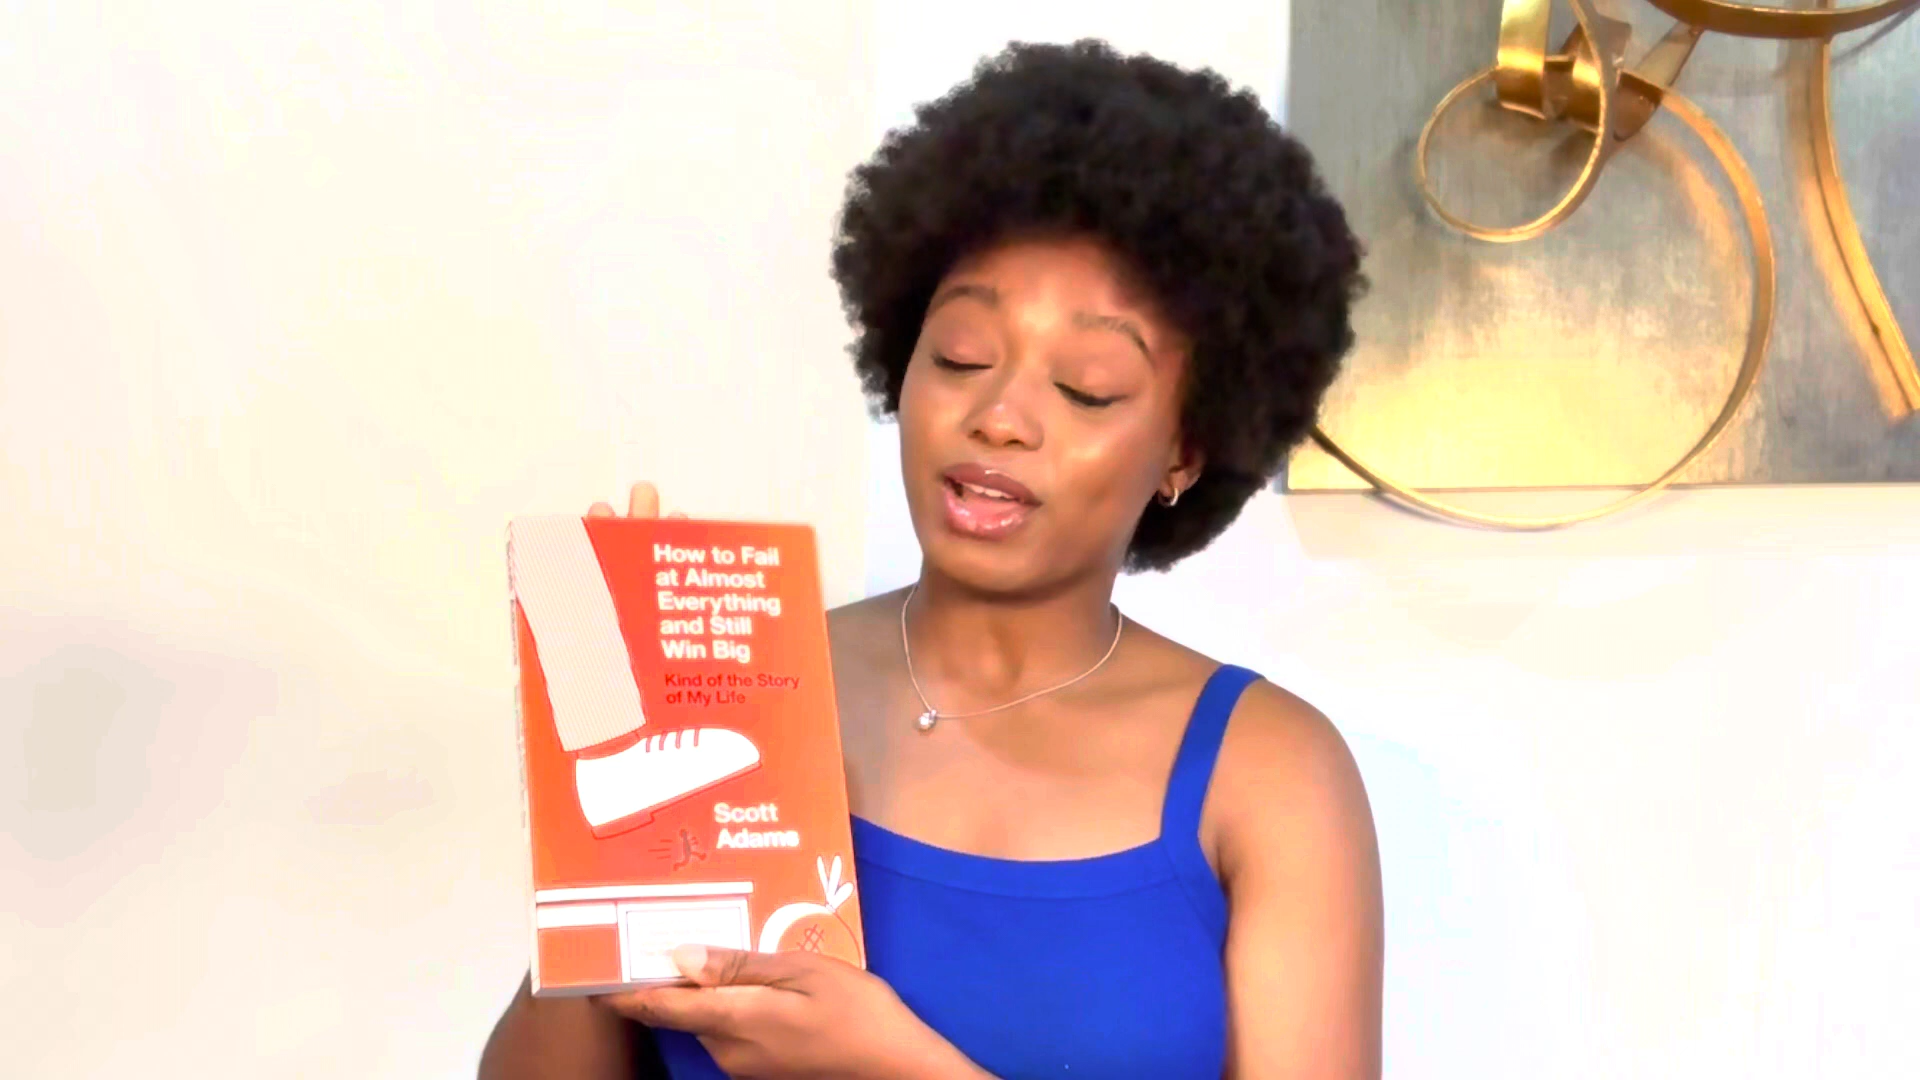 How to Fail
at Almost
Everything
and Still
Win Big
Kind of the Story
of My Life
Scott
Adams